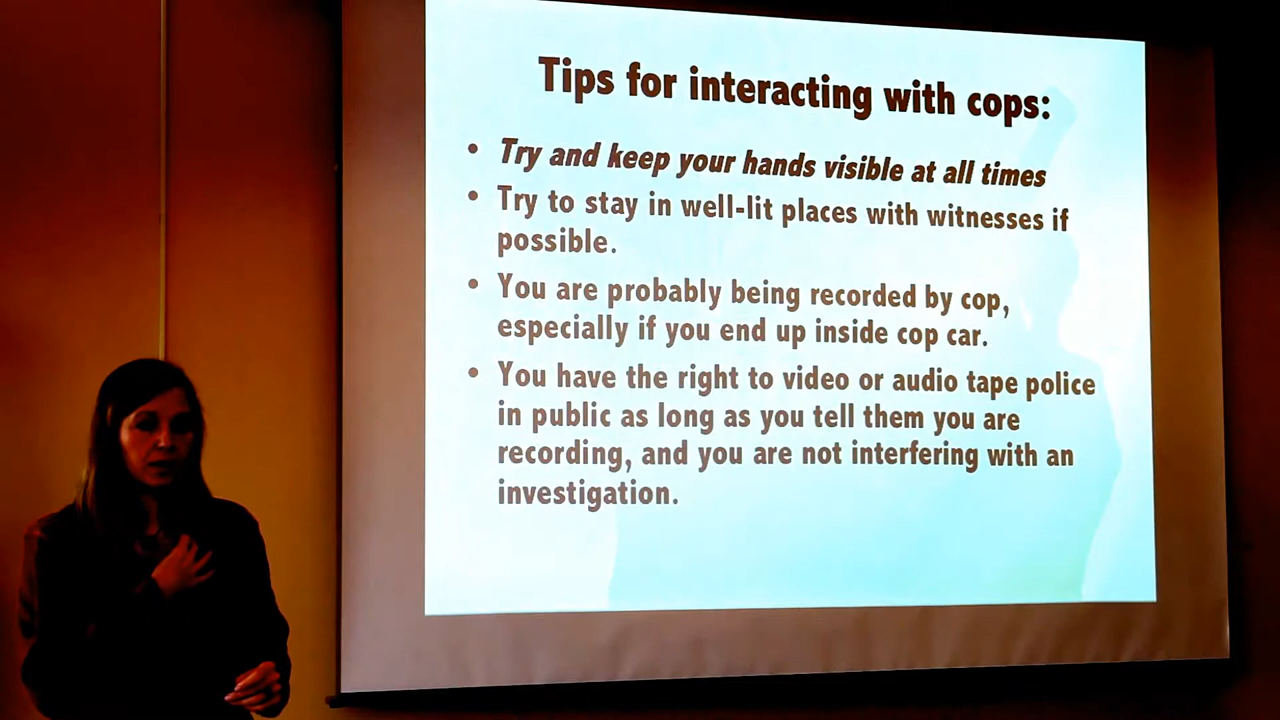 Tips for interacting with cops:
• Try and keep your hands visible at all times
• Try to stay in well-lit places with witnesses if
possible.
• You are probably being recorded by cop,
especially if you end up inside cop car.
• You have the right to video or audio tape police
in public as long as you tell them you are
recording, and you are not interfering with an
investigation.